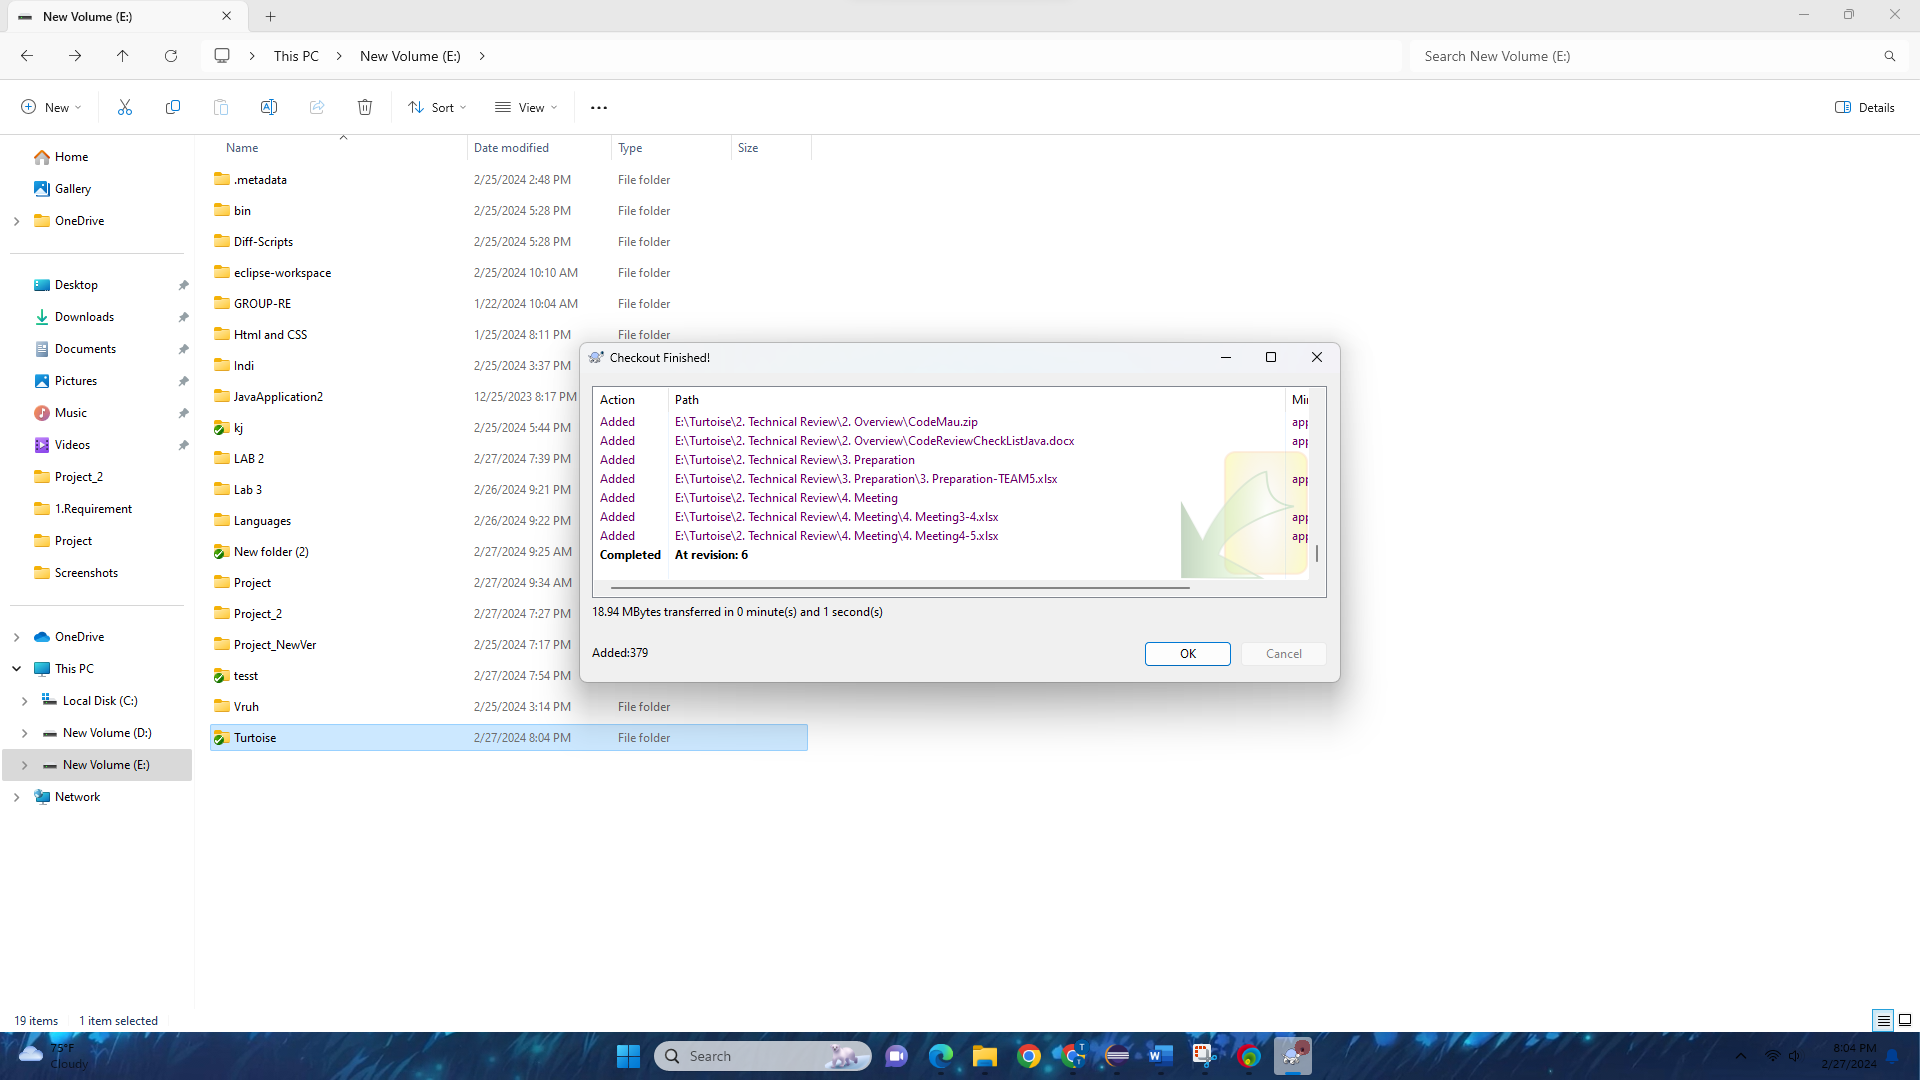 New Volume (E:)
This PC
New Volume (E:)
Search New Volume (E:)
New
Sort
View
Details
Name Date modified Type Size
Home
Gallery
OneDrive
Desktop
Downloads
Documents
Pictures
Music
Videos
Project_2
1.Requirement
Project
Screenshots
OneDrive
This PC
Local Disk (C:)
New Volume (D:)
New Volume (E:)
Network
.metadata 2/25/2024 2:48 PM File folder
bin 2/25/2024 5:28 PM File folder
Diff-Scripts 2/25/2024 5:28 PM File folder
eclipse-workspace 2/25/2024 10:10 AM File folder
GROUP-RE 1/22/2024 10:04 AM File folder
Html and CSS 1/25/2024 8:11 PM File folder
Indi 2/25/2024 3:37 PM
JavaApplication2 12/25/2023 8:17 PM
kj 2/25/2024 5:44 PM
LAB 2 2/27/2024 7:39 PM
Lab 3 2/26/2024 9:21 PM
Languages 2/26/2024 9:22 PM
New folder (2) 2/27/2024 9:25 AM
Project 2/27/2024 9:34 AM
Project_2 2/27/2024 7:27 PM
Project_NewVer 2/25/2024 7:17 PM
tesst 2/27/2024 7:54 PM
Vruh 2/25/2024 3:14 PM File folder
Turtoise 2/27/2024 8:04 PM File folder
Checkout Finished!
Action Path
Added E:\Turtoise\2. Technical Review\2. Overview\CodeMau.zip app
Added E:\Turtoise\2. Technical Review\2. Overview\CodeReviewCheckListJava.docx app
Added E:\Turtoise\2. Technical Review\3. Preparation
Added E:\Turtoise\2. Technical Review\3. Preparation\3. Preparation-TEAM5.xlsx app
Added E:\Turtoise\2. Technical Review\4. Meeting
Added E:\Turtoise\2. Technical Review\4. Meeting\4. Meeting3-4.xlsx app
Added E:\Turtoise\2. Technical Review\4. Meeting\4. Meeting4-5.xlsx app
Completed At revision: 6
18.94 MBytes transferred in 0 minute(s) and 1 second(s)
Added:379
OK
Cancel
19 items 1 item selected
75°F
Cloudy
Search
8:04 PM
2/27/2024